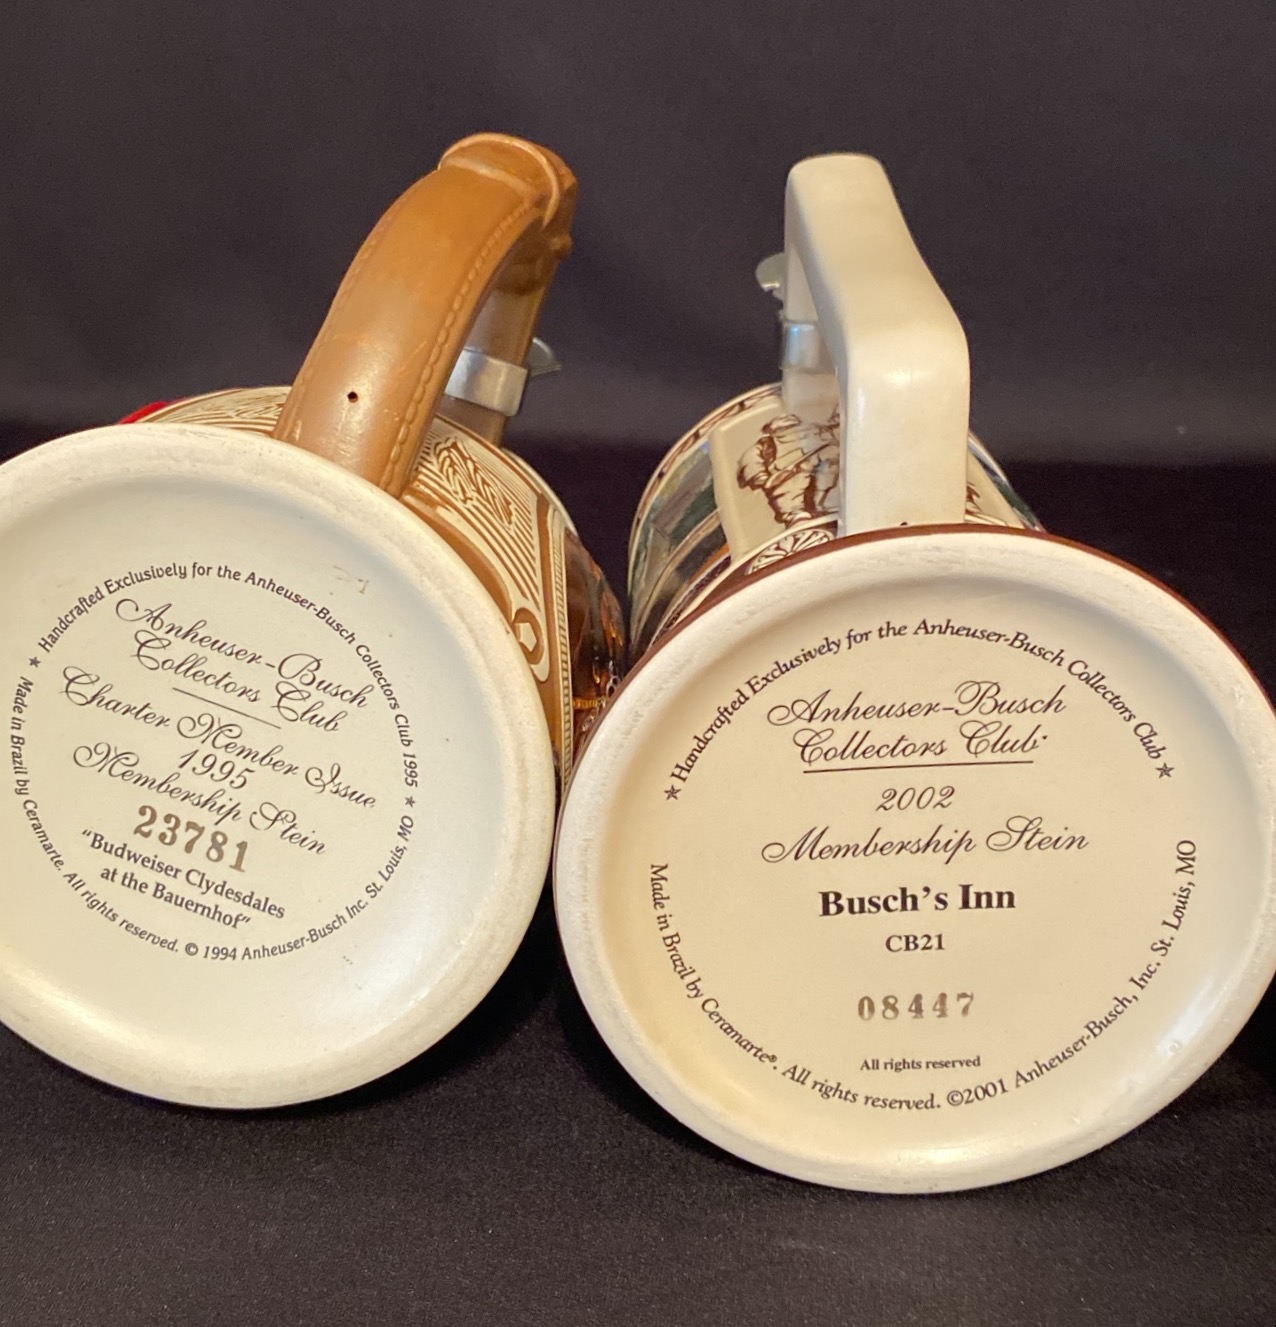 ★ Handcrafted Exclusively for the Anheuser-Busch Collectors Club 1995 ★
Anheuser-Busch
Collectors Club
Charter Member Issue
1995
Membership Stein
23781
"Budweiser Clydesdales
at the Bauernhof"
Made in Brazil by Ceramarte. All rights reserved. © 1994 Anheuser-Busch Inc. St. Louis, MO
★ Handcrafted Exclusively for the Anheuser-Busch Collectors Club ★
Anheuser-Busch
Collectors Club
2002
Membership Stein
Busch's Inn
CB21
08447
All rights reserved
Made in Brazil by Ceramarte®. All rights reserved. ©2001 Anheuser-Busch, Inc. St. Louis, MO